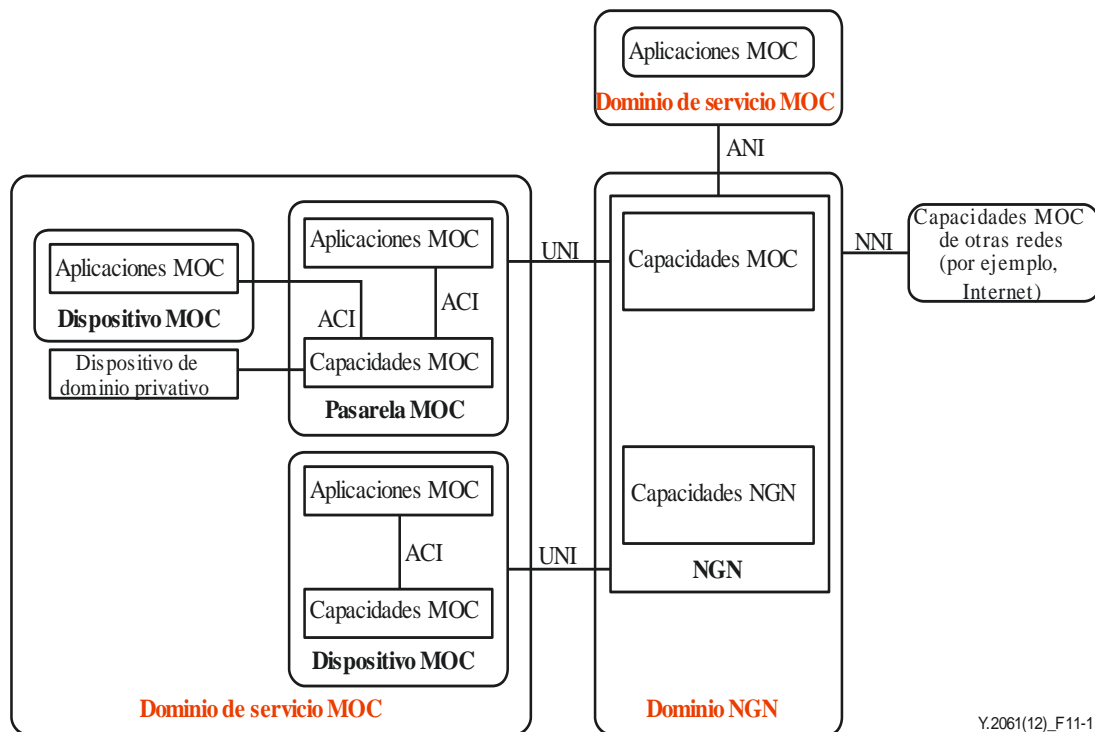 Aplicaciones MOC
Dominio de servicio MOC
ANI
Aplicaciones MOC
Dispositivo MOC
Dispositivo de
dominio privativo
Aplicaciones MOC
ACI
ACI
Capacidades MOC
Pasarela MOC
Aplicaciones MOC
ACI
Capacidades MOC
Dispositivo MOC
Dominio de servicio MOC
UNI
UNI
Capacidades MOC
Capacidades NGN
NGN
Dominio NGN
NNI
Capacidades MOC
de otras redes
(por ejemplo,
Internet)
Y.2061(12)_F11-1